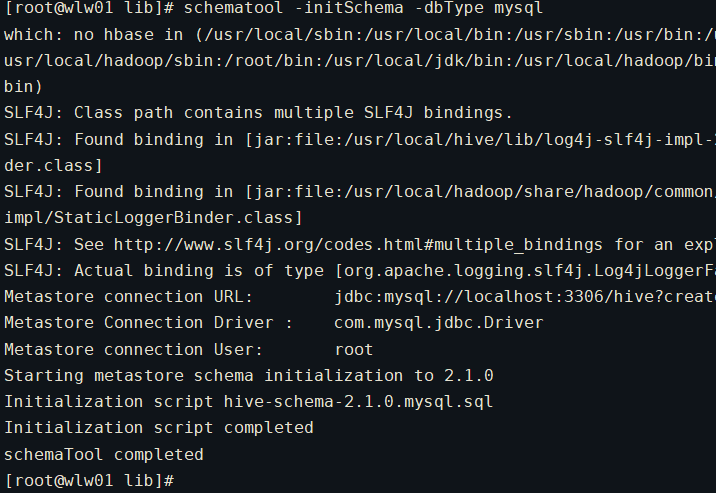 [root@wlw01 lib]# schematool -initSchema -dbType mysql
which: no hbase in (/usr/local/sbin:/usr/local/bin:/usr/sbin:/usr/bin:/
usr/local/hadoop/sbin:/root/bin:/usr/local/jdk/bin:/usr/local/hadoop/bin
bin)
SLF4J: Class path contains multiple SLF4J bindings.
SLF4J: Found binding in [jar:file:/usr/local/hive/lib/log4j-slf4j-impl-
der.class]
SLF4J: Found binding in [jar:file:/usr/local/hadoop/share/hadoop/common/
impl/StaticLoggerBinder.class]
SLF4J: See http://www.slf4j.org/codes.html#multiple_bindings for an expl
SLF4J: Actual binding is of type [org.apache.logging.slf4j.Log4jLoggerFa
Metastore connection URL: jdbc:mysql://localhost:3306/hive?create
Metastore Connection Driver : com.mysql.jdbc.Driver
Metastore connection User: root
Starting metastore schema initialization to 2.1.0
Initialization script hive-schema-2.1.0.mysql.sql
Initialization script completed
schemaTool completed
[root@wlw01 lib]#